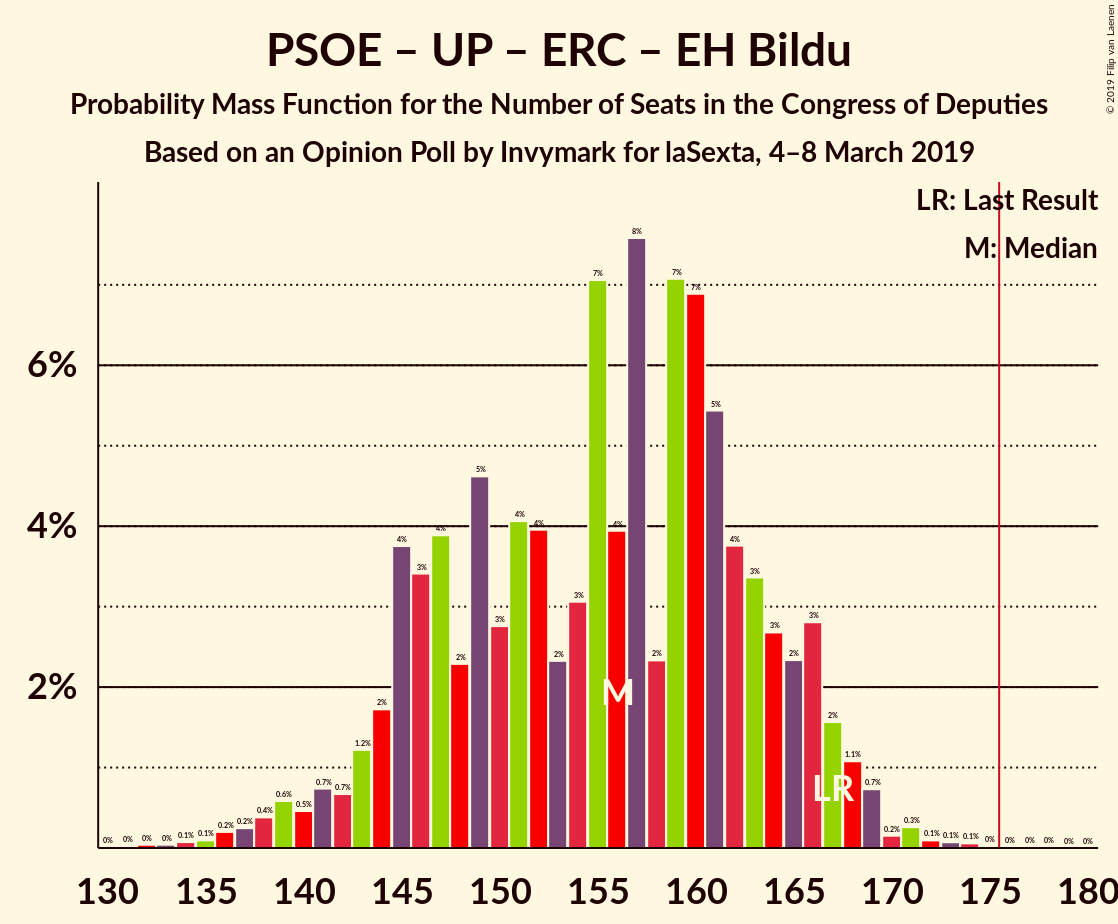 PSOE – UP – ERC – EH Bildu
Probability Mass Function for the Number of Seats in the Congress of Deputies
Based on an Opinion Poll by Invymark for laSexta, 4–8 March 2019
© 2019 Filip van Laenen
LR: Last Result
M: Median
6%
4%
2%
0% 0% 0% 0% 0.1% 0.1% 0.2% 0.2% 0.4% 0.6% 0.5% 0.7% 0.7% 1.2% 2% 4% 3% 4% 2% 5% 3% 4% 4% 2% 3% 7% 4% 8% 2% 7% 7% 5% 4% 3% 3% 2% 3% 2% 1.1% 0.7% 0.2% 0.3% 0.1% 0.1% 0.1% 0% 0% 0% 0% 0% 0%
M
LR
130 135 140 145 150 155 160 165 170 175 180